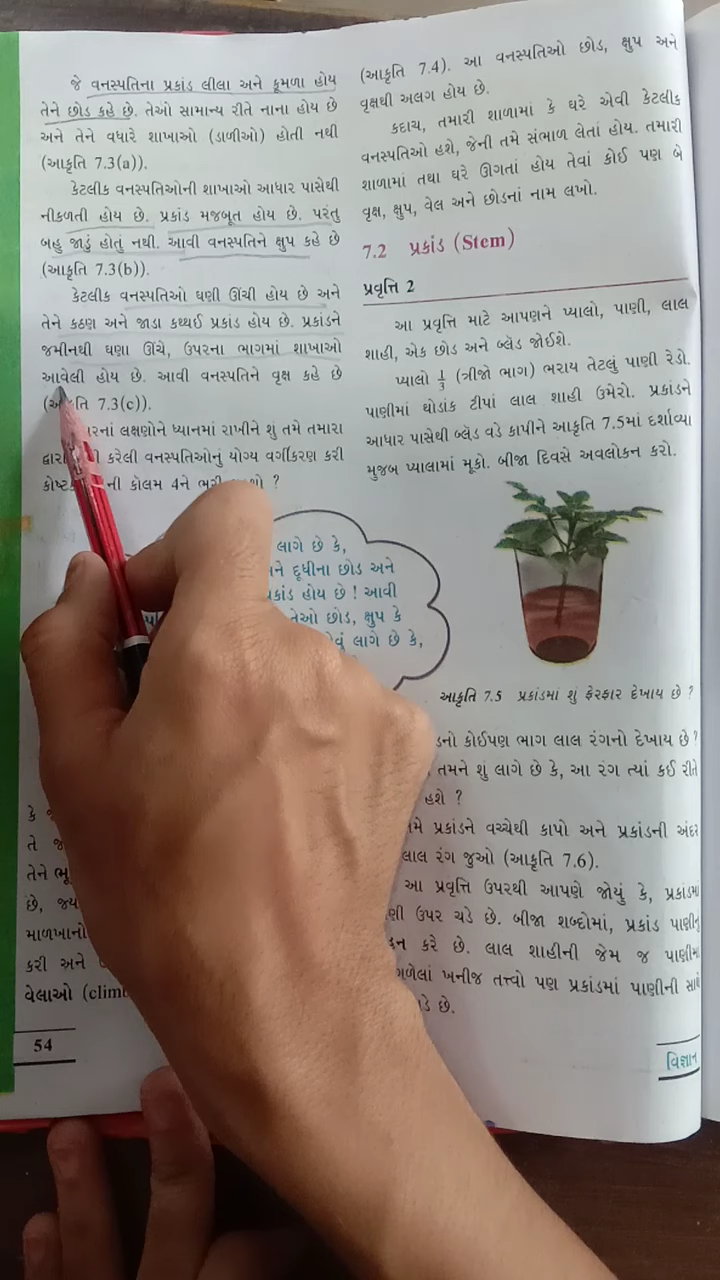 જે વનસ્પતિના પ્રકાંડ લીલા અને કૂમળા હોય
તેને છોડ કહે છે. તેઓ સામાન્ય રીતે નાના હોય છે
અને તેને વધારે શાખાઓ (ડાળીઓ) હોતી નથી
(આકૃતિ 7.3(a)).
કેટલીક વનસ્પતિઓની શાખાઓ આધાર પાસેથી
નીકળતી હોય છે. પ્રકાંડ મજબૂત હોય છે. પરંતુ
બહુ જાડું હોતું નથી. આવી વનસ્પતિને ક્ષુપ કહે છે
(આકૃતિ 7.3(b)).
કેટલીક વનસ્પતિઓ ઘણી ઊંચી હોય છે અને
તેને કઠણ અને જાડા કથ્થઈ પ્રકાંડ હોય છે. પ્રકાંડને
જમીનથી ઘણા ઊંચે, ઉપરના ભાગમાં શાખાઓ
આવેલી હોય છે. આવી વનસ્પતિને વૃક્ષ કહે છે
7.3(c)).
લક્ષણોને ધ્યાનમાં રાખીને શું તમે તમારા
કરેલી વનસ્પતિઓનું યોગ્ય વર્ગીકરણ કરી
ની કૉલમ 4ને
લાગે છે કે,
દૂધીના છોડ અને
હોય છે ! આવી
છોડ, ક્ષુપ કે
લાગે છે કે,
કે
તે
તેને
છે,
માળખાનો
કરી અને
વેલાઓ
54
(આકૃતિ 7.4). આ વનસ્પતિઓ છોડ, ક્ષુપ અને
વૃક્ષથી અલગ હોય છે.
કદાચ, તમારી શાળામાં કે ઘરે એવી કેટલીક
વનસ્પતિઓ હશે, જેની તમે સંભાળ લેતાં હોય. તમારી
શાળામાં તથા ઘરે ઊગતાં હોય તેવાં કોઈ પણ બે
વૃક્ષ, ક્ષુપ, વેલ અને છોડનાં નામ લખો.
7.2 પ્રકાંડ (Stem)
પ્રવૃત્તિ 2
આ પ્રવૃત્તિ માટે આપણને પ્યાલો, પાણી, લાલ
શાહી, એક છોડ અને બ્લૅડ જોઈશે.
પ્યાલો 1/3 (ત્રીજો ભાગ) ભરાય તેટલું પાણી રેડો.
પાણીમાં થોડાંક ટીપાં લાલ શાહી ઉમેરો. પ્રકાંડને
આધાર પાસેથી બ્લૅડ વડે કાપીને આકૃતિ 7.5માં દર્શાવ્યા
મુજબ પ્યાલામાં મૂકો. બીજા દિવસે અવલોકન કરો.
આકૃતિ 7.5 પ્રકાંડમાં શું ફેરફાર દેખાય છે ?
કોઈપણ ભાગ લાલ રંગનો દેખાય છે ?
તમને શું લાગે છે કે, આ રંગ ત્યાં કઈ રીતે
હશે ?
પ્રકાંડને વચ્ચેથી કાપો અને પ્રકાંડની અંદર
લાલ રંગ જુઓ (આકૃતિ 7.6).
આ પ્રવૃત્તિ ઉપરથી આપણે જોયું કે, પ્રકાંડમાં
ઉપર ચડે છે. બીજા શબ્દોમાં, પ્રકાંડ પાણીનું
કરે છે. લાલ શાહીની જેમ જ પાણીમાં
ખનીજ તત્ત્વો પણ પ્રકાંડમાં પાણીની સાથે
છે.
વિજ્ઞાન